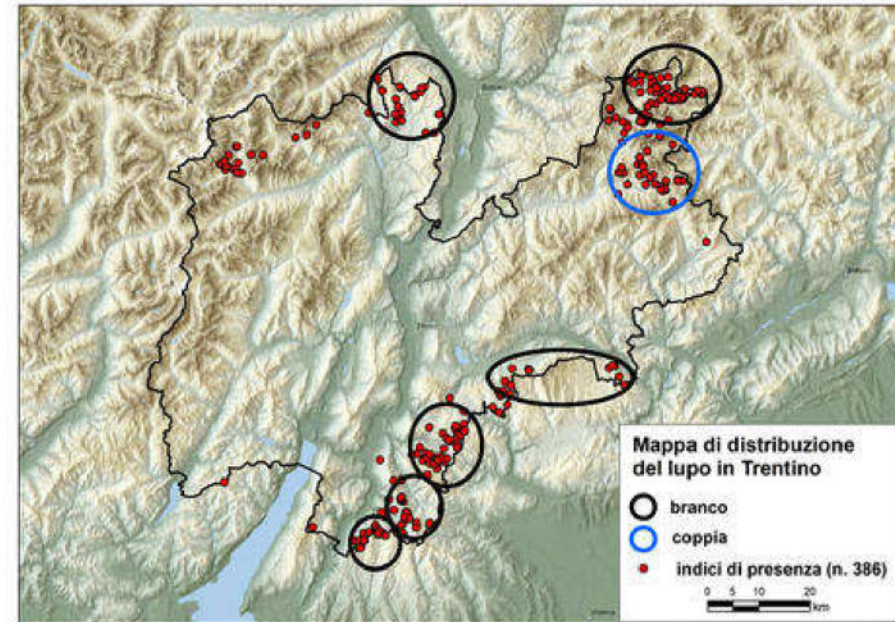 Mappa di distribuzione
del lupo in Trentino
branco
coppia
indici di presenza (n. 386)
0 5 10 20
km